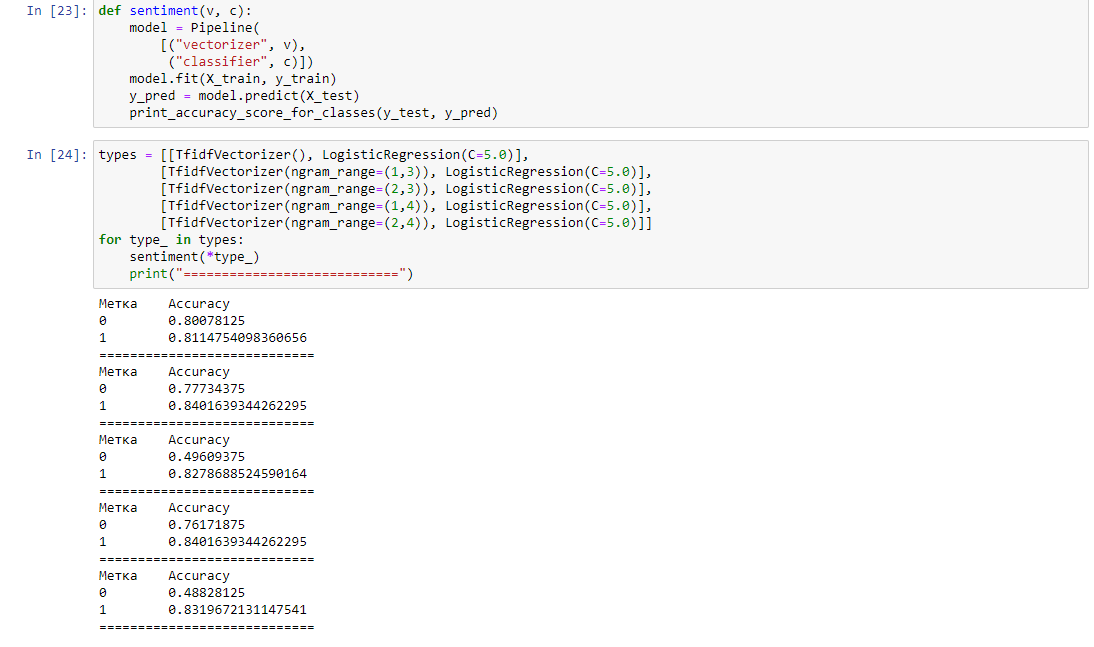 In [23]: def sentiment(v, c):
    model = Pipeline(
        [("vectorizer", v),
         ("classifier", c)])
    model.fit(X_train, y_train)
    y_pred = model.predict(X_test)
    print_accuracy_score_for_classes(y_test, y_pred)
In [24]: types = [[TfidfVectorizer(), LogisticRegression(C=5.0)],
        [TfidfVectorizer(ngram_range=(1,3)), LogisticRegression(C=5.0)],
        [TfidfVectorizer(ngram_range=(2,3)), LogisticRegression(C=5.0)],
        [TfidfVectorizer(ngram_range=(1,4)), LogisticRegression(C=5.0)],
        [TfidfVectorizer(ngram_range=(2,4)), LogisticRegression(C=5.0)]]
for type_ in types:
    sentiment(*type_)
    print("============================")
Метка    Accuracy
0        0.80078125
1        0.8114754098360656
============================
Метка    Accuracy
0        0.77734375
1        0.8401639344262295
============================
Метка    Accuracy
0        0.49609375
1        0.8278688524590164
============================
Метка    Accuracy
0        0.76171875
1        0.8401639344262295
============================
Метка    Accuracy
0        0.48828125
1        0.8319672131147541
============================